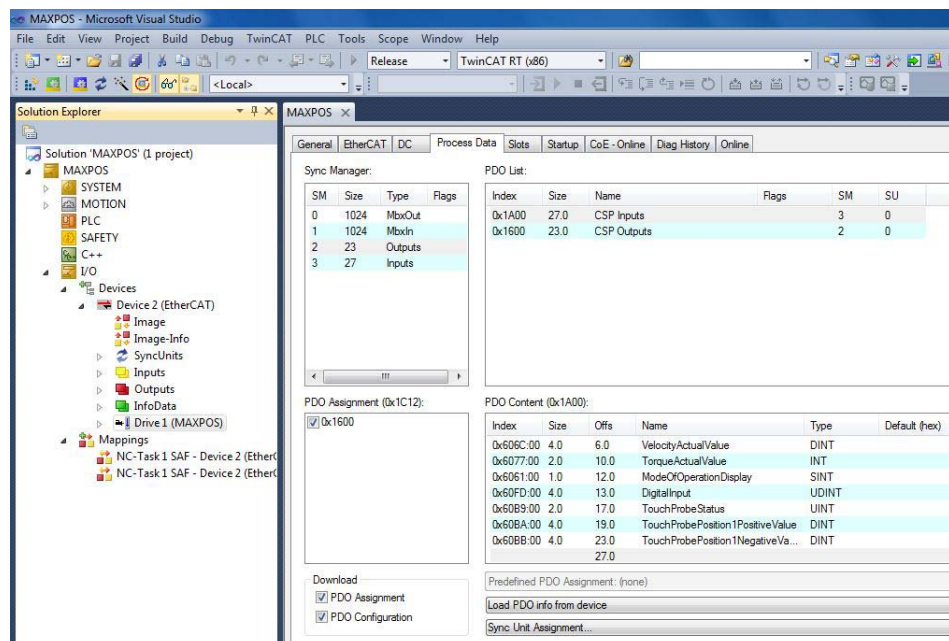 MAXPOS - Microsoft Visual Studio
File Edit View Project Build Debug TwinCAT PLC Tools Scope Window Help
Release TwinCAT RT (x86)
<Local>
Solution Explorer
MAXPOS
Solution 'MAXPOS' (1 project)
MAXPOS
SYSTEM
MOTION
PLC
SAFETY
C++
I/O
Devices
Device 2 (EtherCAT)
Image
Image-Info
SyncUnits
Inputs
Outputs
InfoData
Drive 1 (MAXPOS)
Mappings
NC-Task 1 SAF - Device 2 (EtherC
NC-Task 1 SAF - Device 2 (EtherC
General EtherCAT DC Process Data Slots Startup CoE - Online Diag History Online
Sync Manager:
SM Size Type Flags
0 1024 MbxOut
1 1024 MbxIn
2 23 Outputs
3 27 Inputs
PDO List:
Index Size Name Flags SM SU
0x1A00 27.0 CSP Inputs 3 0
0x1600 23.0 CSP Outputs 2 0
PDO Assignment (0x1C12):
0x1600
PDO Content (0x1A00):
Index Size Offs Name Type Default (hex)
0x606C:00 4.0 6.0 VelocityActualValue DINT
0x6077:00 2.0 10.0 TorqueActualValue INT
0x6061:00 1.0 12.0 ModeOfOperationDisplay SINT
0x60FD:00 4.0 13.0 DigitalInput UDINT
0x60B9:00 2.0 17.0 TouchProbeStatus UINT
0x60BA:00 4.0 19.0 TouchProbePosition1PositiveValue DINT
0x60BB:00 4.0 23.0 TouchProbePosition1NegativeVa... DINT
27.0
Download
PDO Assignment
PDO Configuration
Predefined PDO Assignment: (none)
Load PDO info from device
Sync Unit Assignment...